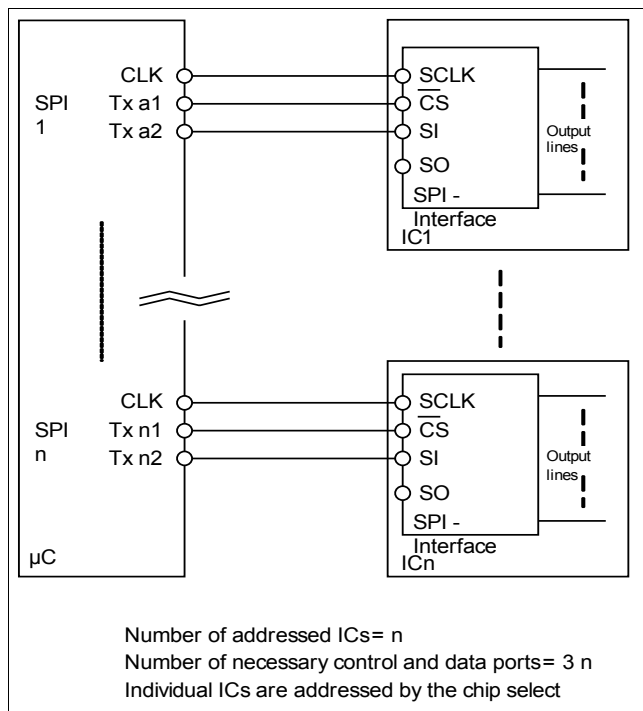 CLK
Tx a1
Tx a2
SPI
1
SCLK
CS
SI
SO
SPI -
Interface
IC1
Output
lines
CLK
Tx n1
Tx n2
SPI
n
µC
SCLK
CS
SI
SO
SPI -
Interface
ICn
Output
lines
Number of addressed ICs= n
Number of necessary control and data ports= 3 n
Individual ICs are addressed by the chip select